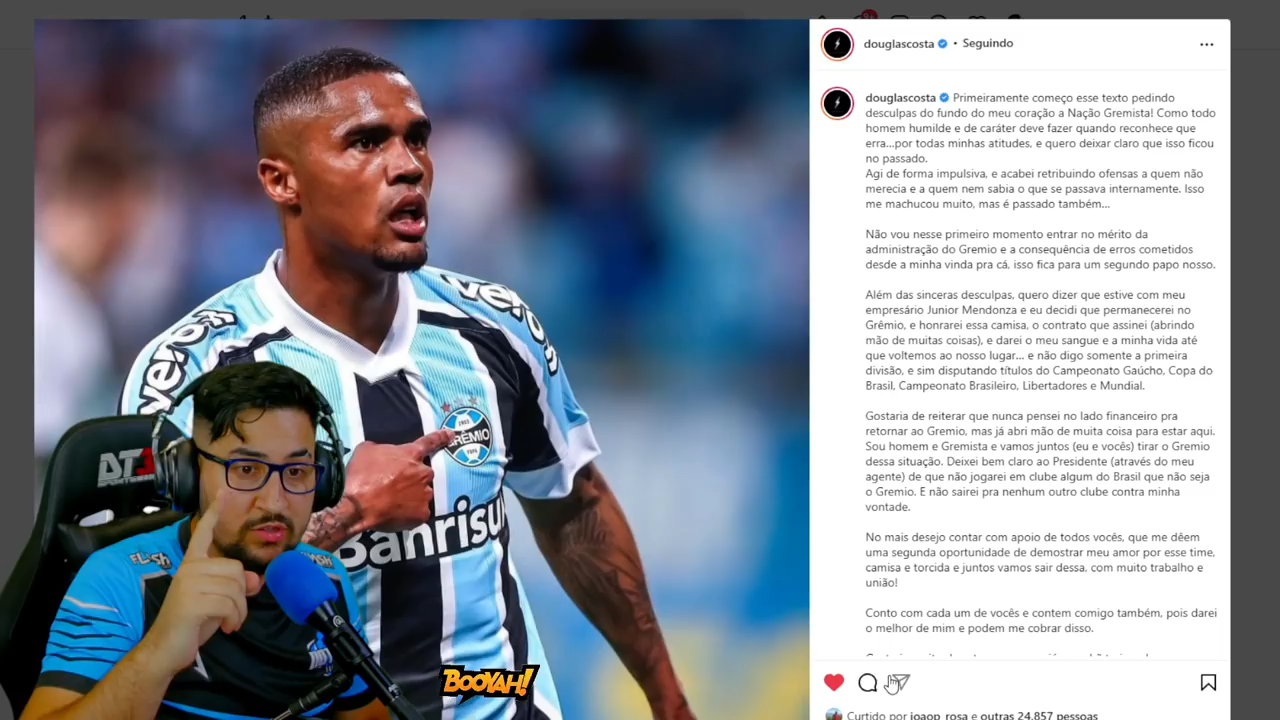 douglascosta • Seguindo
douglascosta Primeiramente começo esse texto pedindo
desculpas do fundo do meu coração a Nação Gremista! Como todo
homem humilde e de caráter deve fazer quando reconhece que
erra...por todas minhas atitudes, e quero deixar claro que isso ficou
no passado.
Agi de forma impulsiva, e acabei retribuindo ofensas a quem não
merecia e a quem nem sabia o que se passava internamente. Isso
me machucou muito, mas é passado também...
Não vou nesse primeiro momento entrar no mérito da
administração do Gremio e a consequência de erros cometidos
desde a minha vinda pra cá, isso fica para um segundo papo nosso.
Além das sinceras desculpas, quero dizer que estive com meu
empresário Junior Mendonza e eu decidi que permanecerei no
Grêmio, e honrarei essa camisa, o contrato que assinei (abrindo
mão de muitas coisas), e darei o meu sangue e a minha vida até
que voltemos ao nosso lugar... e não digo somente a primeira
divisão, e sim disputando títulos do Campeonato Gaúcho, Copa do
Brasil, Campeonato Brasileiro, Libertadores e Mundial.
Gostaria de reiterar que nunca pensei no lado financeiro pra
retornar ao Gremio, mas já abri mão de muita coisa para estar aqui.
Sou homem e Gremista e vamos juntos (eu e vocês) tirar o Gremio
dessa situação. Deixei bem claro ao Presidente (através do meu
agente) de que não jogarei em clube algum do Brasil que não seja
o Gremio. E não sairei pra nenhum outro clube contra minha
vontade.
No mais desejo contar com apoio de todos vocês, que me dêem
uma segunda oportunidade de demostrar meu amor por esse time,
camisa e torcida e juntos vamos sair dessa, com muito trabalho e
união!
Conto com cada um de vocês e contem comigo também, pois darei
o melhor de mim e podem me cobrar disso.
Curtido por joaop_rosa e outras 24.857 pessoas
vero
vero
1903
GRÊMIO
FBPA
Banrisul
DT3
BOOYAH!